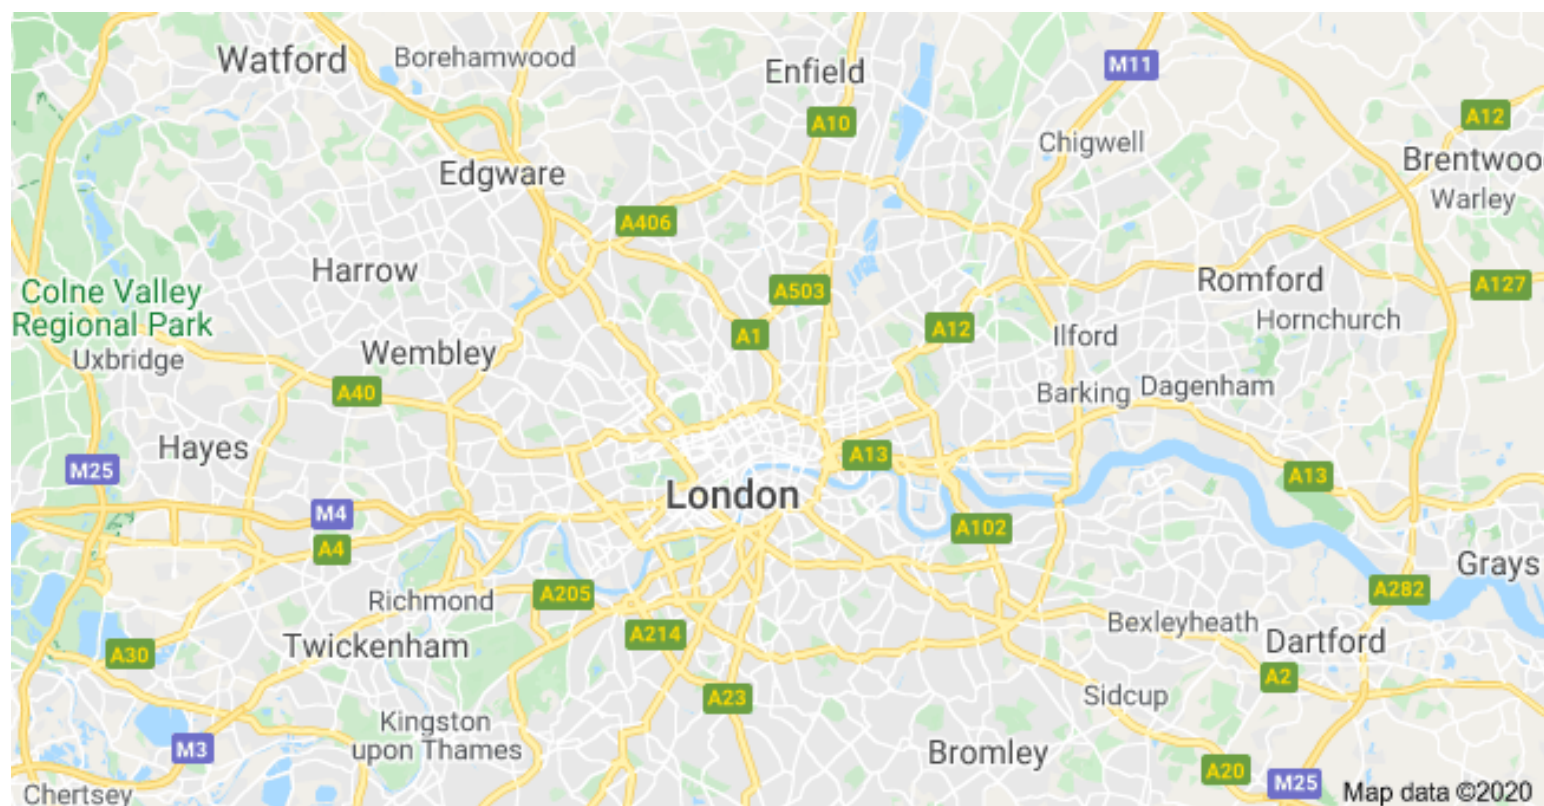 Watford
Borehamwood
Enfield
M11
A10
A12
Chigwell
Brentwoo
Edgware
Warley
A406
Harrow
Romford
Colne Valley
Regional Park
A503
A127
Hornchurch
A1
A12
Ilford
Uxbridge
Wembley
A40
Barking
Dagenham
Hayes
M25
A13
A13
London
M4
A102
A4
Grays
Richmond
A205
A282
Bexleyheath
Twickenham
A214
Dartford
A30
A2
A23
Sidcup
Kingston
upon Thames
M3
Bromley
A20
M25
Chertsey
Map data ©2020